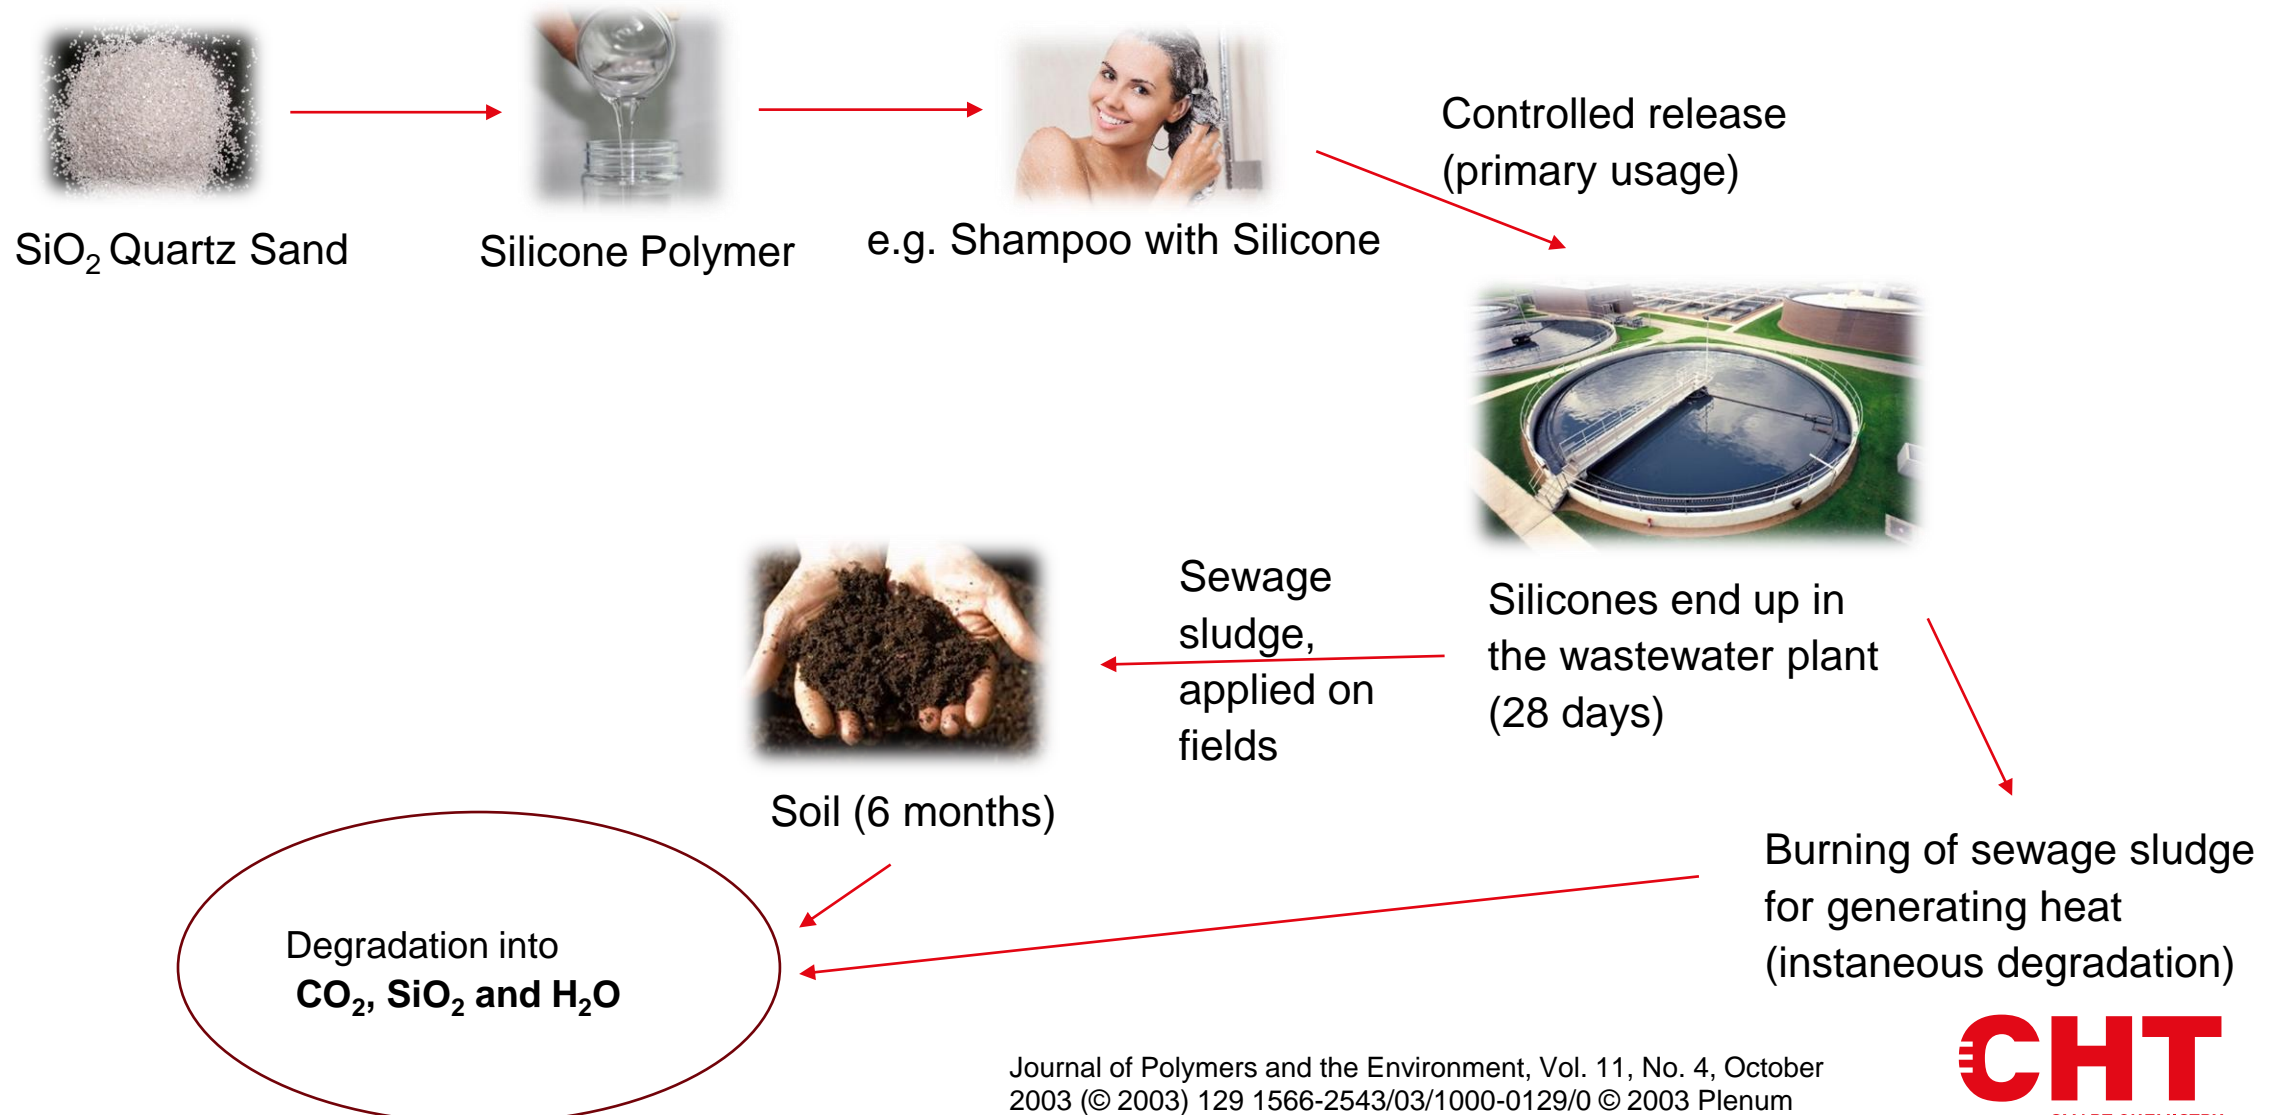 SiO₂ Quartz Sand
Silicone Polymer
e.g. Shampoo with Silicone
Controlled release
(primary usage)
Silicones end up in
the wastewater plant
(28 days)
Sewage
sludge,
applied on
fields
Soil (6 months)
Burning of sewage sludge
for generating heat
(instaneous degradation)
Degradation into
CO₂, SiO₂ and H₂O
Journal of Polymers and the Environment, Vol. 11, No. 4, October
2003 (© 2003) 129 1566-2543/03/1000-0129/0 © 2003 Plenum
CHT
SMART CHEMISTRY